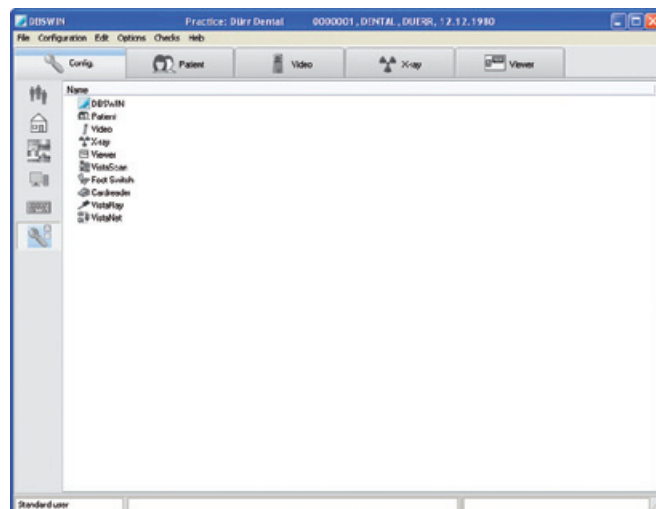 DBSWIN Practice: Dürr Dental 0000001, DENTAL, DUERR, 12.12.1980
File Configuration Edit Options Checks Help
Config. Patient Video X-ray Viewer
Name
DBSWIN
Patient
Video
X-ray
Viewer
VistaScan
Foot Switch
Cardreader
VistaRay
VistaNet
Standard user